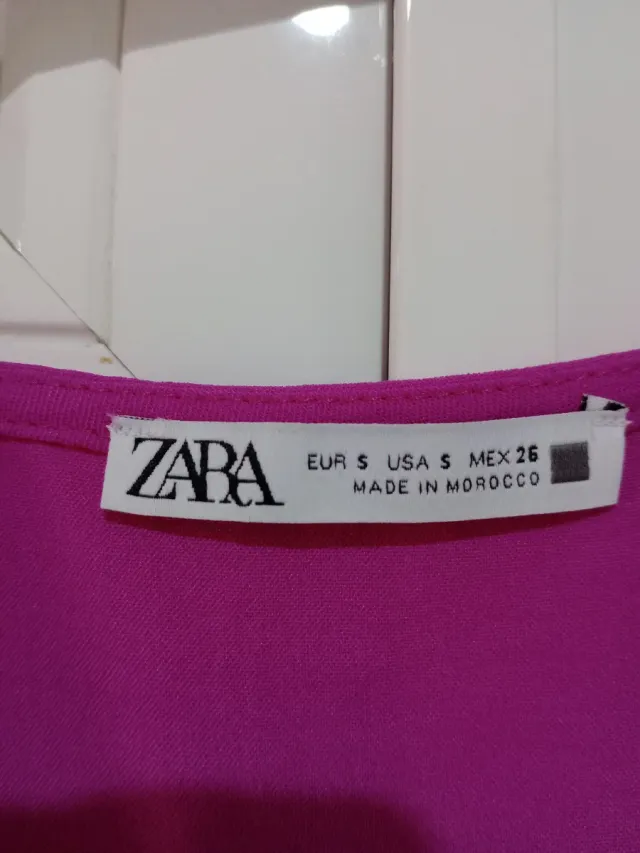 ZARA
EUR S USA S MEX 26
MADE IN MOROCCO